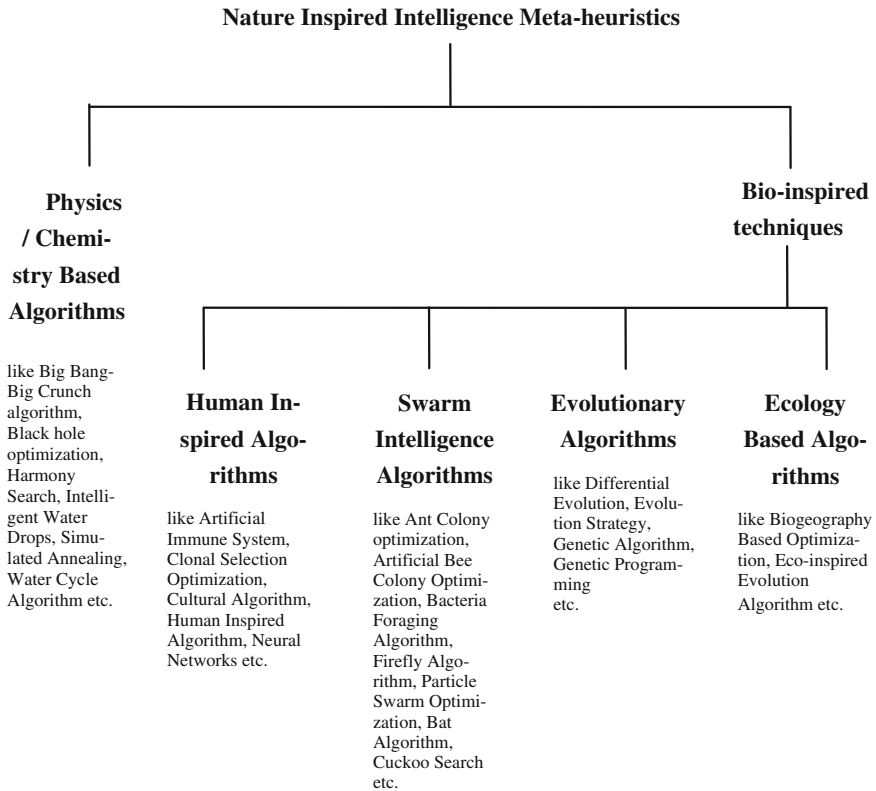 Nature Inspired Intelligence Meta-heuristics
Physics
/ Chemi-
stry Based
Algorithms
like Big Bang-
Big Crunch
algorithm,
Black hole
optimization,
Harmony
Search, Intelli-
gent Water
Drops, Simu-
lated Annealing,
Water Cycle
Algorithm etc.
Bio-inspired
techniques
Human In-
spired Algo-
rithms
like Artificial
Immune System,
Clonal Selection
Optimization,
Cultural Algorithm,
Human Inspired
Algorithm, Neural
Networks etc.
Swarm
Intelligence
Algorithms
like Ant Colony
optimization,
Artificial Bee
Colony Optimi-
zation, Bacteria
Foraging
Algorithm,
Firefly Algo-
rithm, Particle
Swarm Optimi-
zation, Bat
Algorithm,
Cuckoo Search
etc.
Evolutionary
Algorithms
like Differential
Evolution, Evolu-
tion Strategy,
Genetic Algorithm,
Genetic Program-
ming
etc.
Ecology
Based Algo-
rithms
like Biogeography
Based Optimiza-
tion, Eco-inspired
Evolution
Algorithm etc.